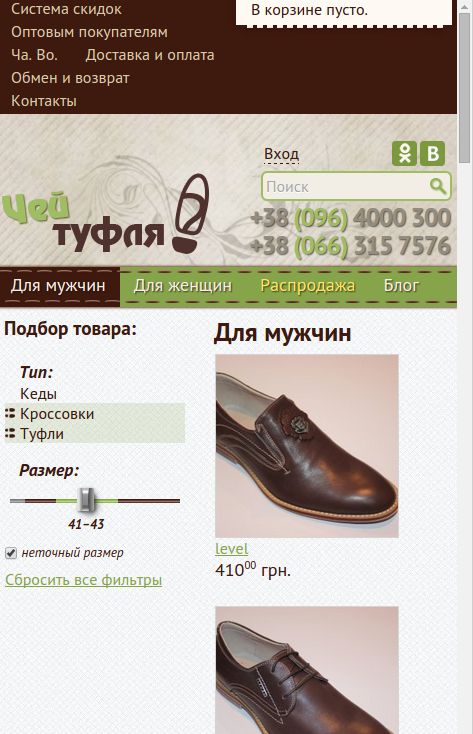 Система скидок
В корзине пусто.
Оптовым покупателям
Ча. Во. Доставка и оплата
Обмен и возврат
Контакты
Вход
В
Поиск
Чей
туфля
+38 (096) 4000 300
+38 (066) 315 7576
Для мужчин Для женщин Распродажа Блог
Подбор товара:
Тип:
Кеды
Кроссовки
Туфли
Размер:
41–43
неточный размер
Сбросить все фильтры
Для мужчин
level
410⁰⁰ грн.